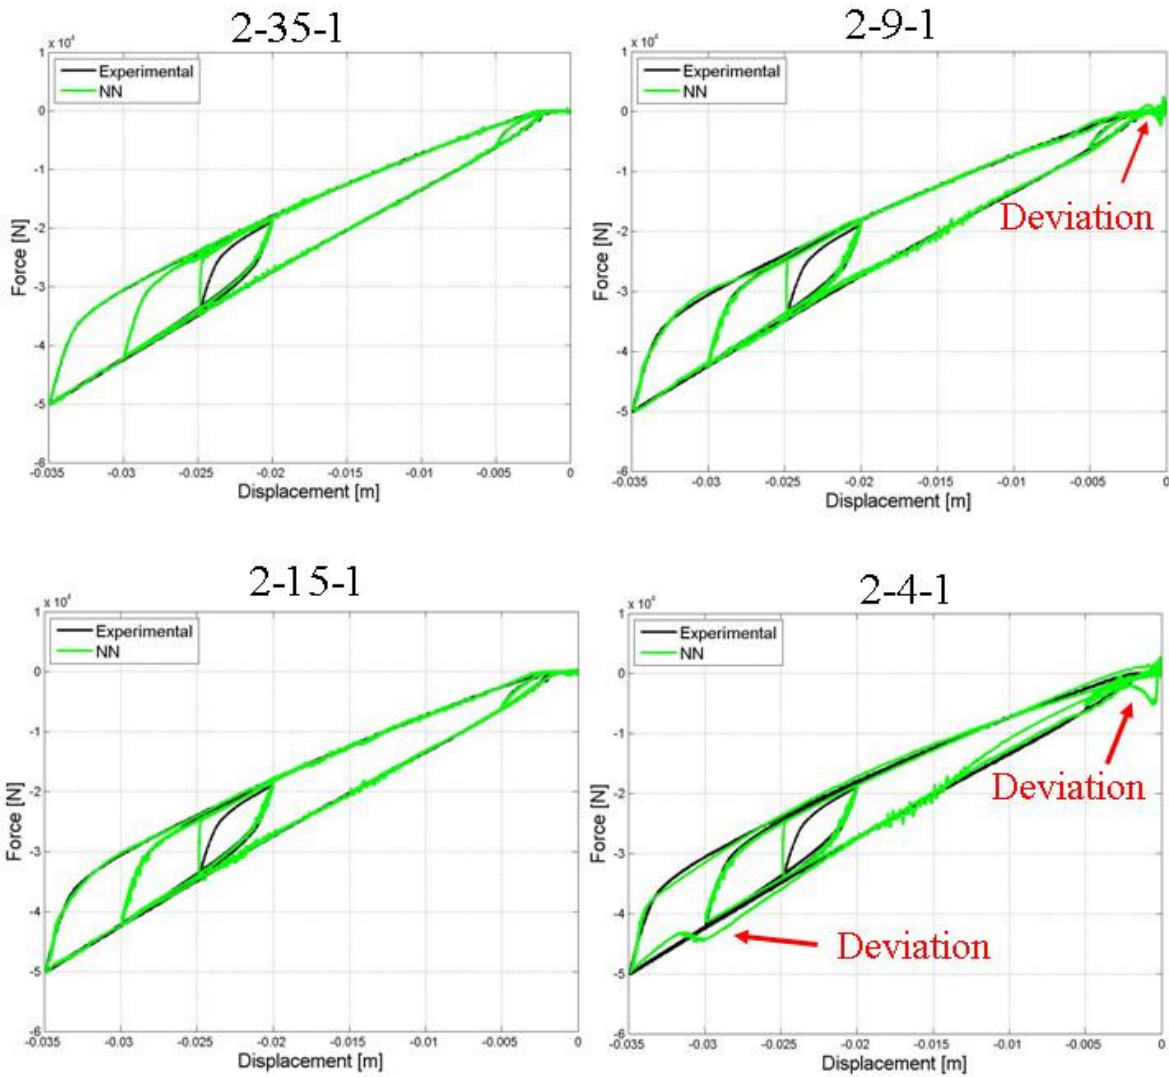 2-35-1
x 10⁴
1
0
-1
-2
-3
-4
-5
-6
Force [N]
Experimental
NN
-0.035 -0.03 -0.025 -0.02 -0.015 -0.01 -0.005 0
Displacement [m]
2-9-1
x 10⁴
1
0
-1
-2
-3
-4
-5
-6
Force [N]
Experimental
NN
Deviation
-0.035 -0.03 -0.025 -0.02 -0.015 -0.01 -0.005 0
Displacement [m]
2-15-1
x 10⁴
1
0
-1
-2
-3
-4
-5
-6
Force [N]
Experimental
NN
-0.035 -0.03 -0.025 -0.02 -0.015 -0.01 -0.005 0
Displacement [m]
2-4-1
x 10⁴
1
0
-1
-2
-3
-4
-5
-6
Force [N]
Experimental
NN
Deviation
Deviation
-0.035 -0.03 -0.025 -0.02 -0.015 -0.01 -0.005 0
Displacement [m]